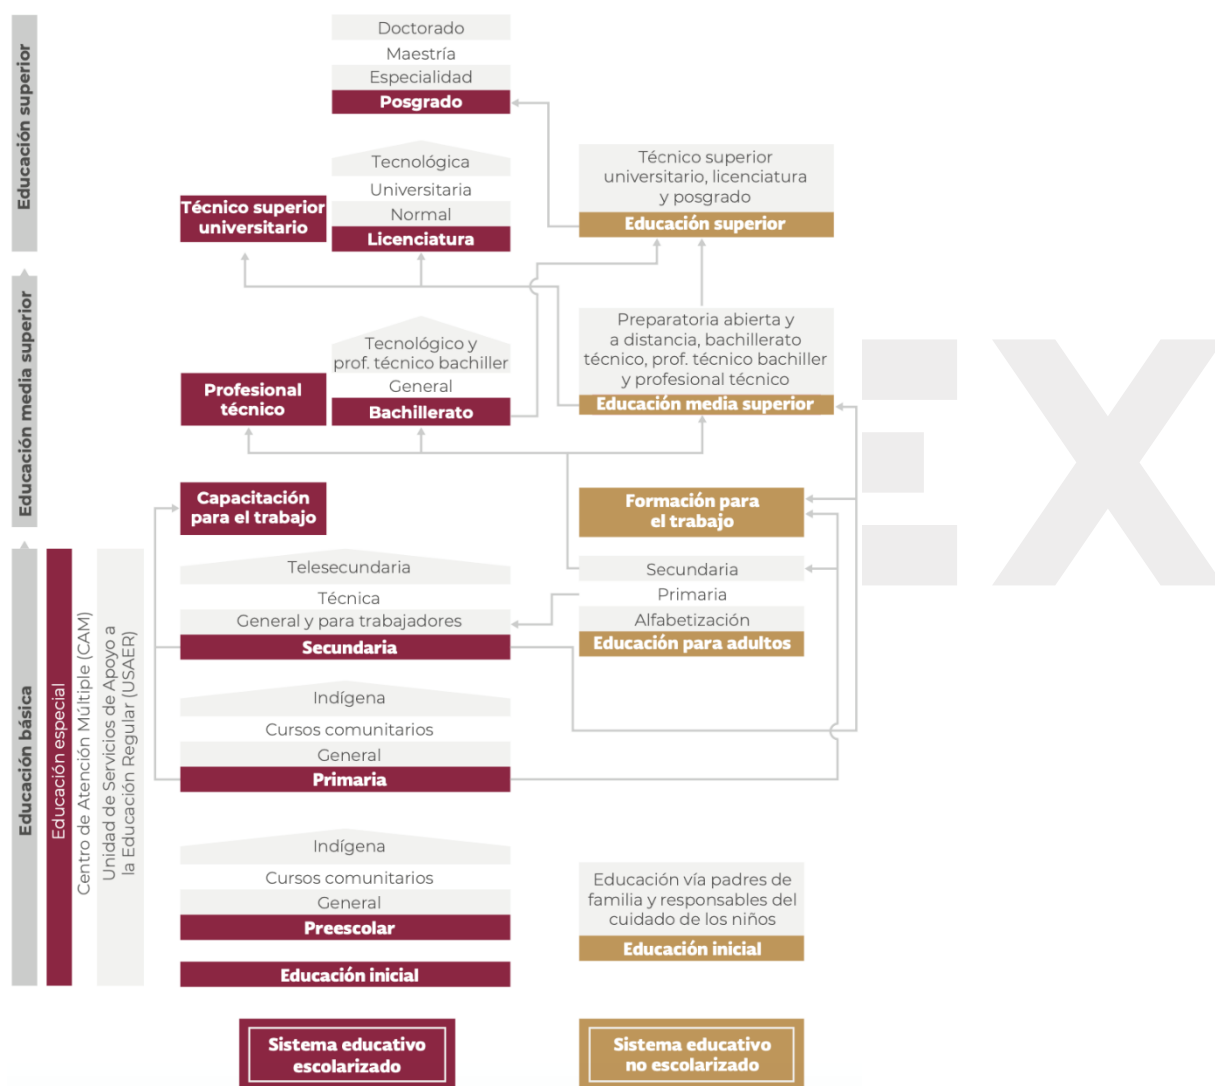 Educación superior
Educación media superior
Educación básica
Educación especial
Centro de Atención Múltiple (CAM)
Unidad de Servicios de Apoyo a
la Educación Regular (USAER)
Doctorado
Maestría
Especialidad
Posgrado
Tecnológica
Universitaria
Normal
Licenciatura
Técnico superior
universitario
Técnico superior
universitario, licenciatura
y posgrado
Educación superior
Tecnológico y
prof. técnico bachiller
General
Bachillerato
Profesional
técnico
Preparatoria abierta y
a distancia, bachillerato
técnico, prof. técnico bachiller
y profesional técnico
Educación media superior
Capacitación
para el trabajo
Formación para
el trabajo
Telesecundaria
Técnica
General y para trabajadores
Secundaria
Secundaria
Primaria
Alfabetización
Educación para adultos
Indígena
Cursos comunitarios
General
Primaria
Indígena
Cursos comunitarios
General
Preescolar
Educación vía padres de
familia y responsables del
cuidado de los niños
Educación inicial
Educación inicial
Sistema educativo
escolarizado
Sistema educativo
no escolarizado
EX